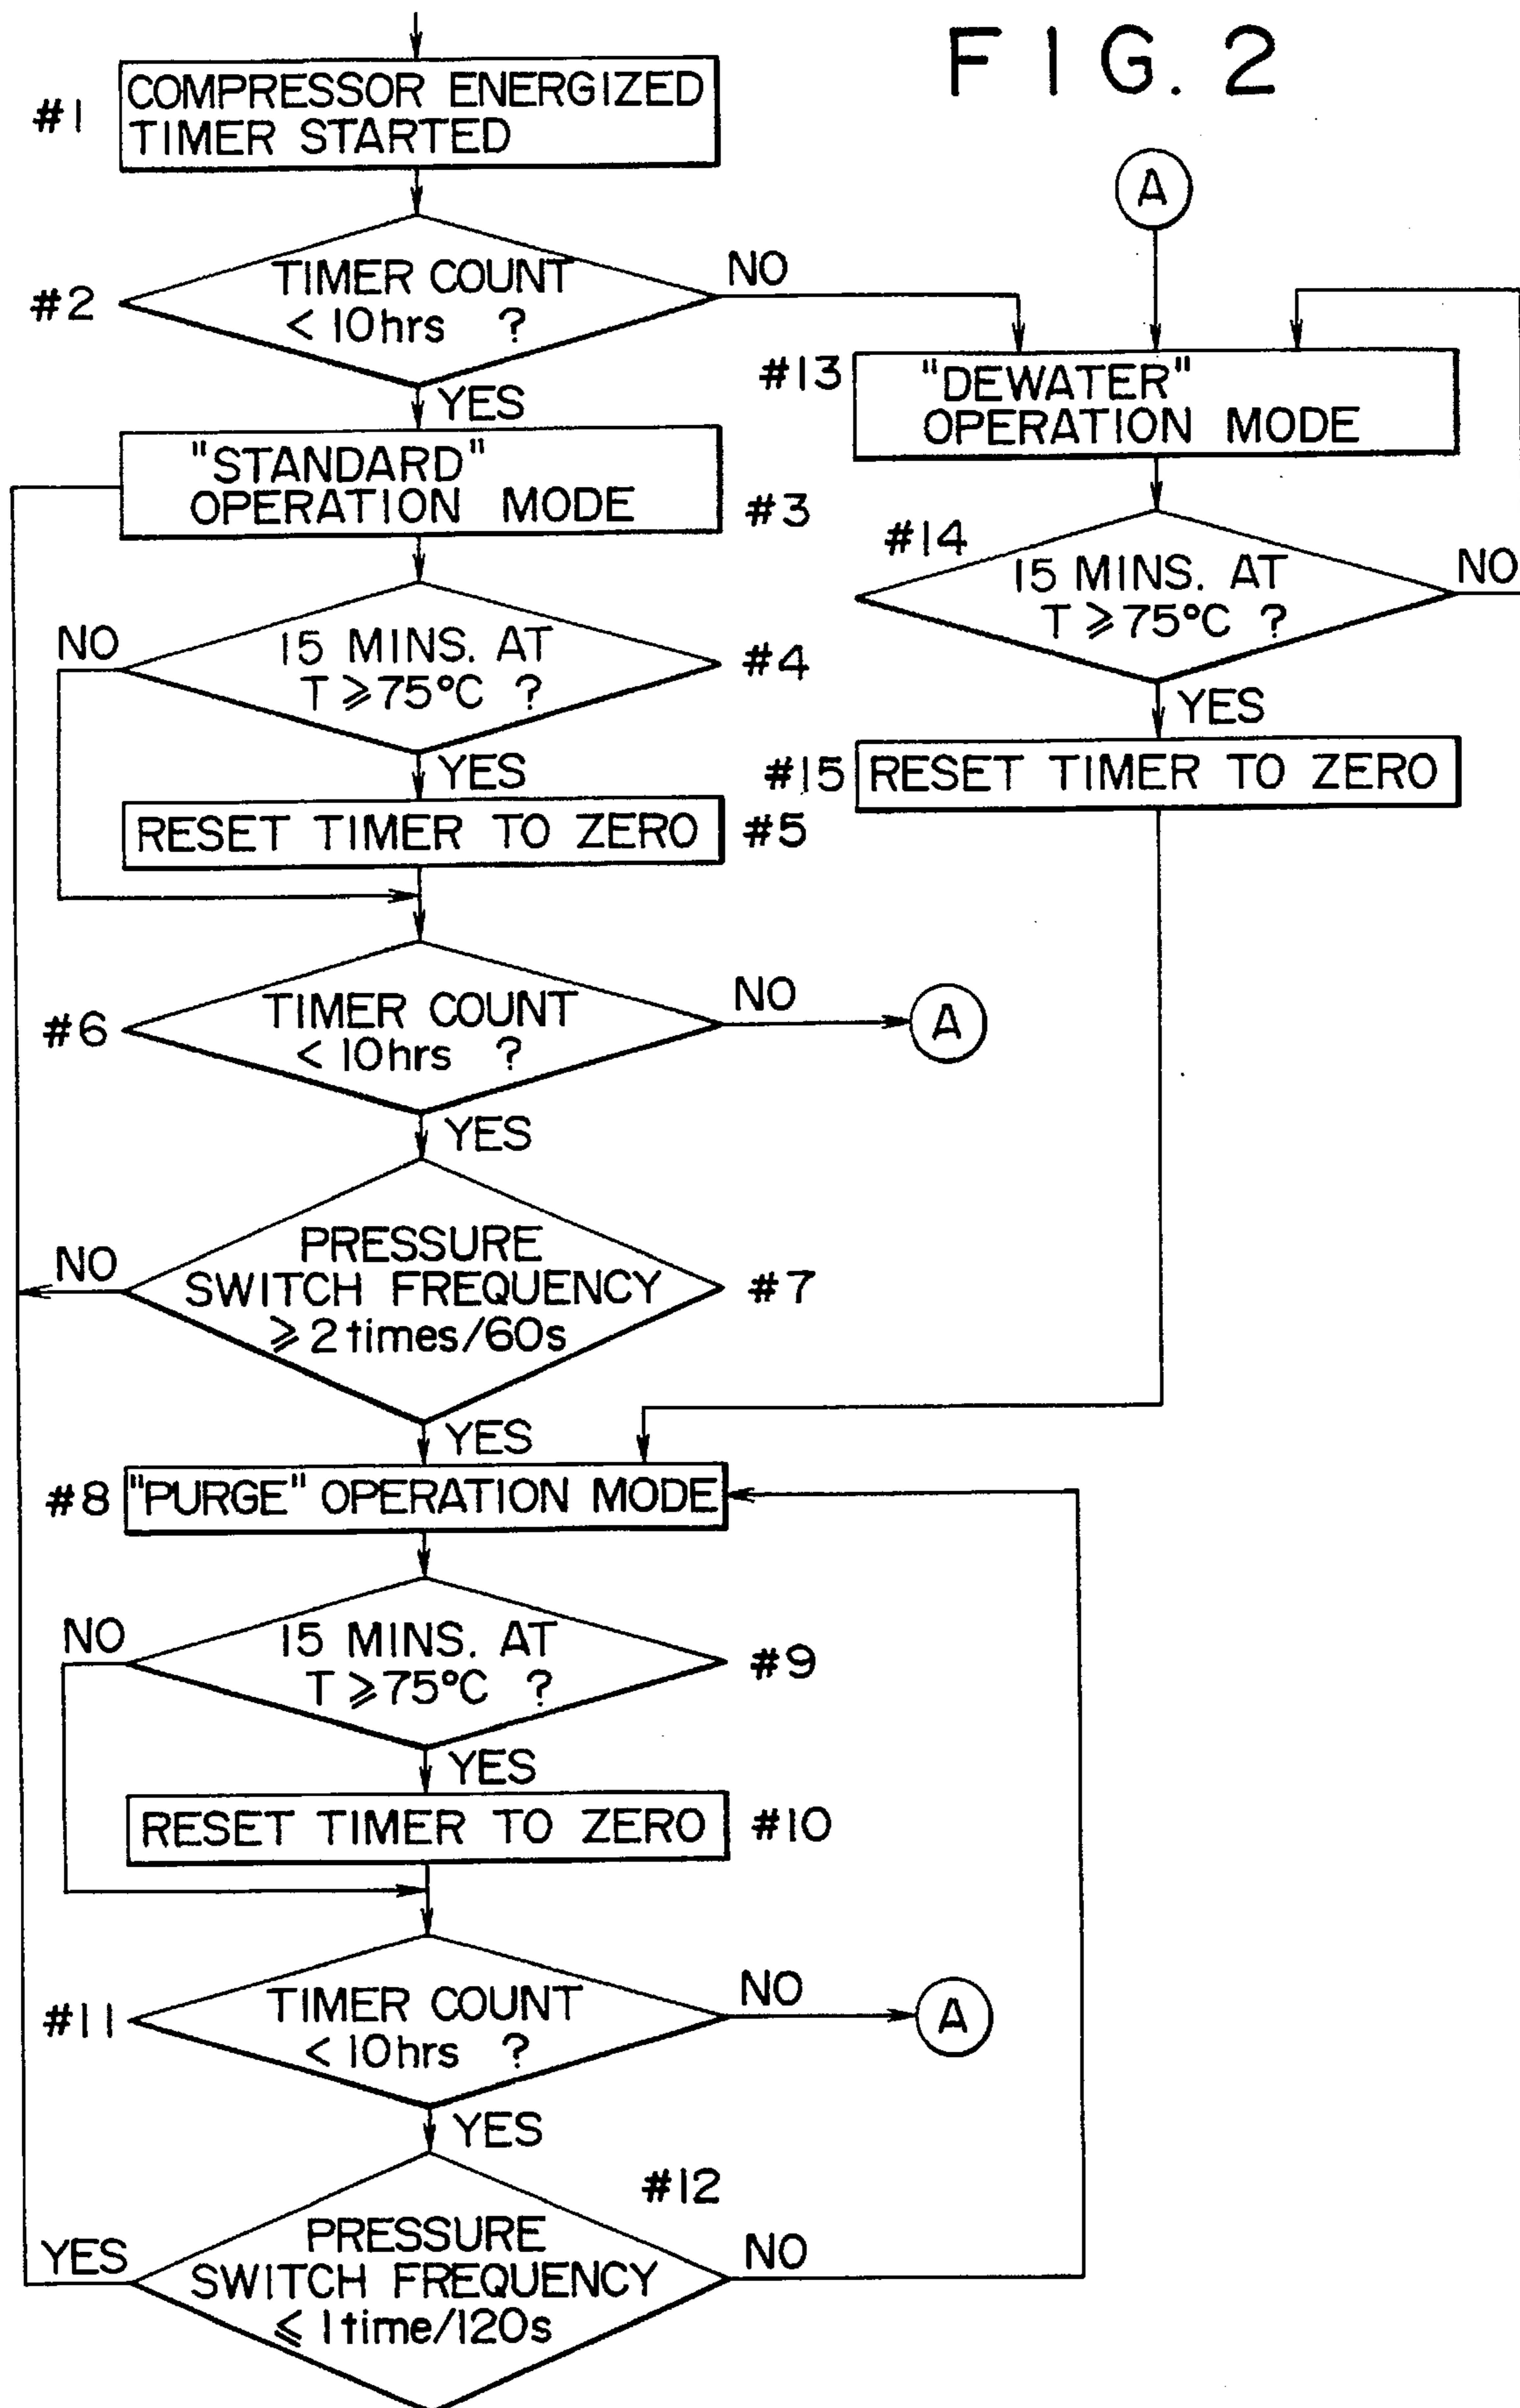 FIG. 2
#1
COMPRESSOR ENERGIZED
TIMER STARTED
#2
TIMER COUNT
< 10hrs ?
NO
YES
"STANDARD"
OPERATION MODE
#3
NO
15 MINS. AT
T ≥ 75°C ?
#4
YES
RESET TIMER TO ZERO
#5
#6
TIMER COUNT
< 10hrs ?
NO
A
YES
NO
PRESSURE
SWITCH FREQUENCY
≥ 2 times/60s
#7
YES
#8
"PURGE" OPERATION MODE
NO
15 MINS. AT
T ≥ 75°C ?
#9
YES
RESET TIMER TO ZERO
#10
#11
TIMER COUNT
< 10hrs ?
NO
A
YES
#12
YES
PRESSURE
SWITCH FREQUENCY
≤ 1 time/120s
NO
A
#13
"DEWATER"
OPERATION MODE
#14
15 MINS. AT
T ≥ 75°C ?
NO
YES
#15
RESET TIMER TO ZERO